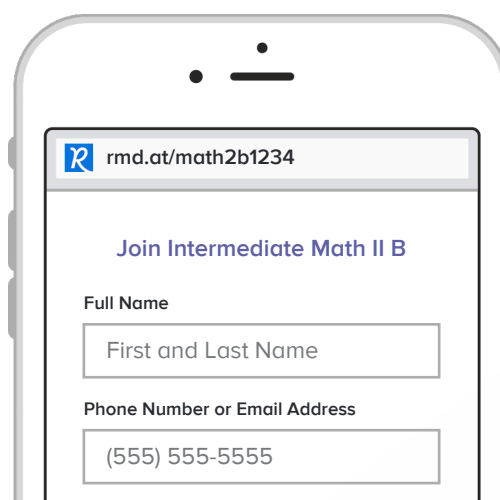 rmd.at/math2b1234
Join Intermediate Math II B
Full Name
First and Last Name
Phone Number or Email Address
(555) 555-5555